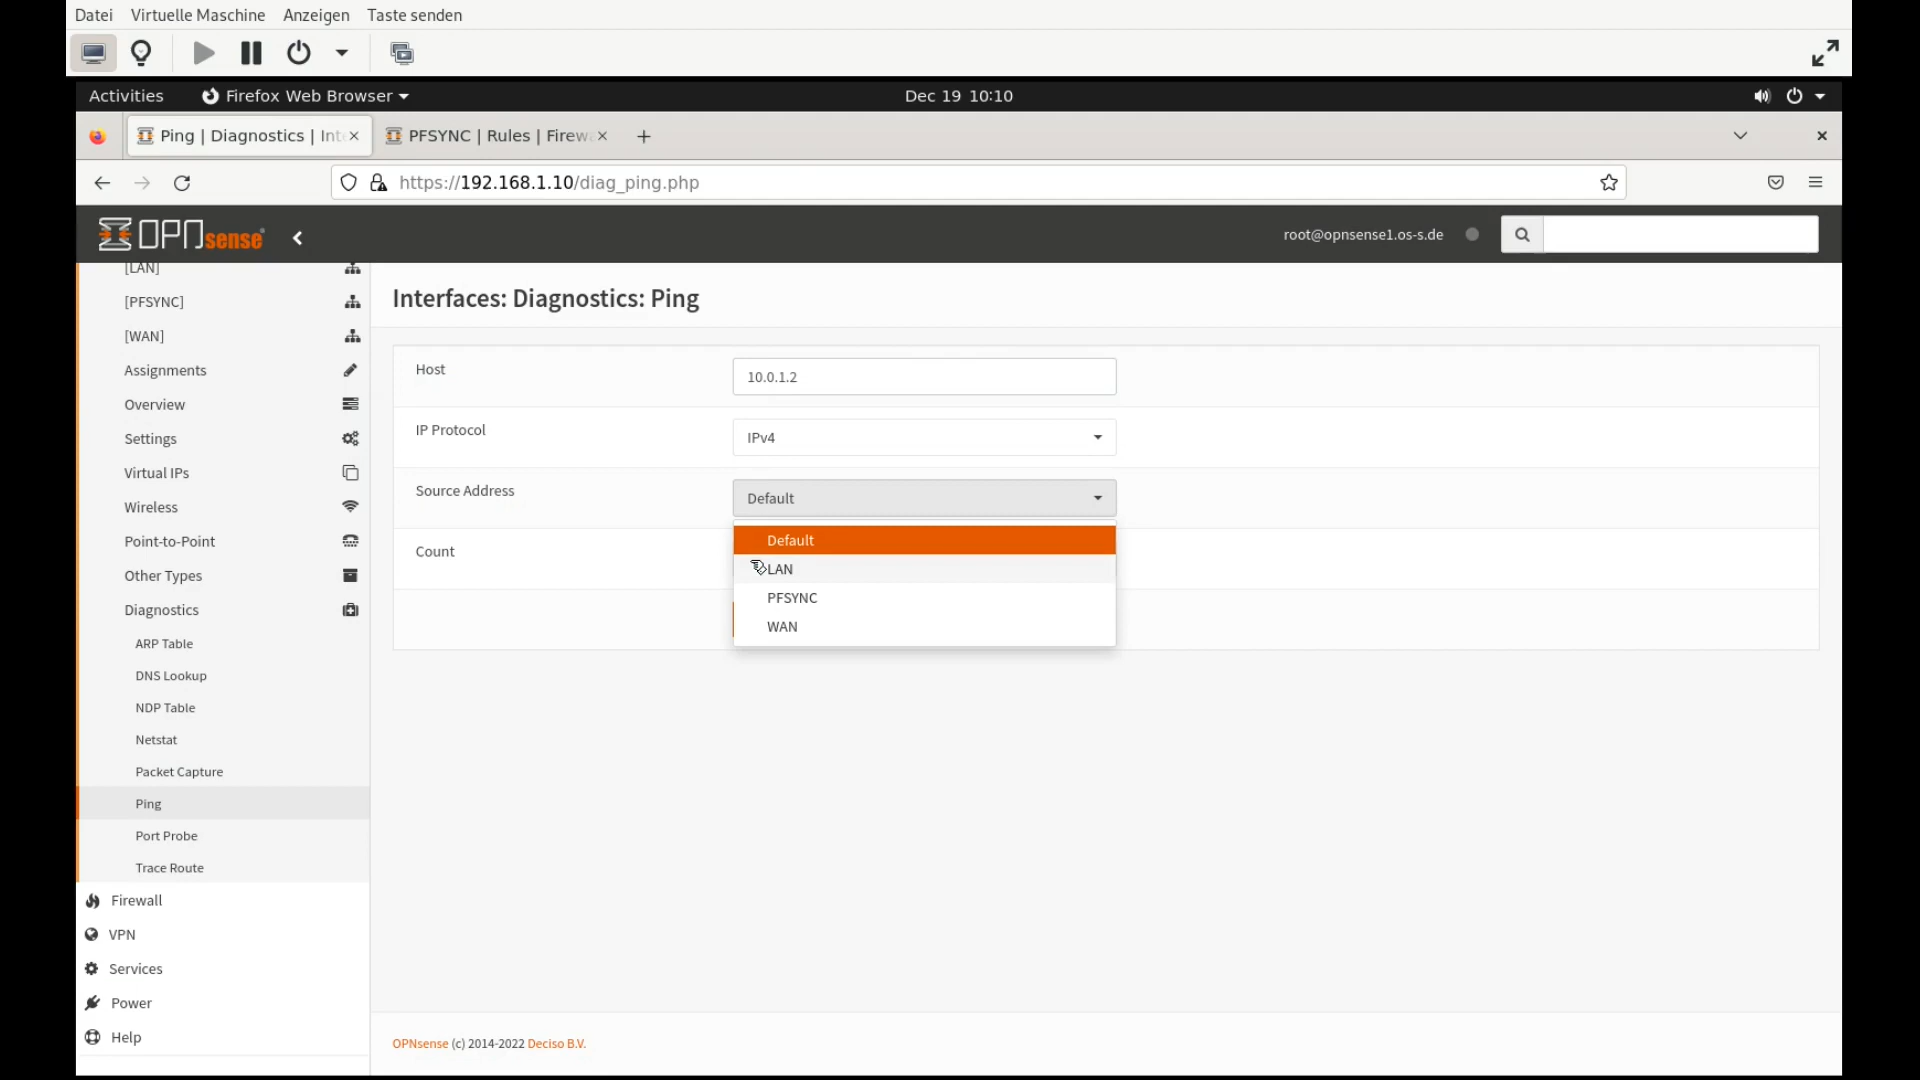 Datei Virtuelle Maschine Anzeigen Taste senden
Activities Firefox Web Browser Dec 19 10:10
Ping | Diagnostics | Int
PFSYNC | Rules | Firew
https://192.168.1.10/diag_ping.php
OPNsense root@opnsense1.os-s.de
[LAN]
[PFSYNC]
[WAN]
Assignments
Overview
Settings
Virtual IPs
Wireless
Point-to-Point
Other Types
Diagnostics
ARP Table
DNS Lookup
NDP Table
Netstat
Packet Capture
Ping
Port Probe
Trace Route
Firewall
VPN
Services
Power
Help
Interfaces: Diagnostics: Ping
Host 10.0.1.2
IP Protocol IPv4
Source Address Default
Default
Count
LAN
PFSYNC
WAN
OPNsense (c) 2014-2022 Deciso B.V.